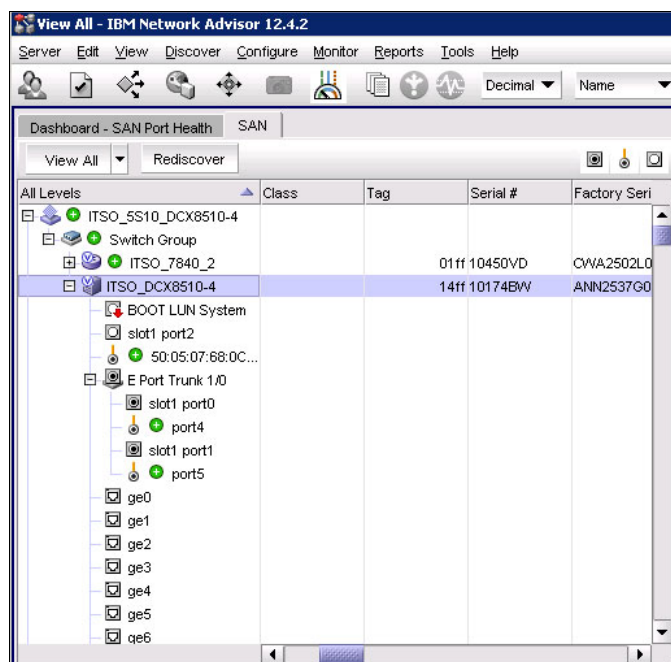 View All - IBM Network Advisor 12.4.2
Server Edit View Discover Configure Monitor Reports Tools Help
Decimal Name
Dashboard - SAN Port Health SAN
View All Rediscover
All Levels Class Tag Serial # Factory Seri
ITSO_5S10_DCX8510-4
Switch Group
ITSO_7840_2 01ff 10450VD CWA2502L0
ITSO_DCX8510-4 14ff 10174BW ANN2537G0
BOOT LUN System
slot1 port2
50:05:07:68:0C...
E Port Trunk 1/0
slot1 port0
port4
slot1 port1
port5
ge0
ge1
ge2
ge3
ge4
ge5
ge6